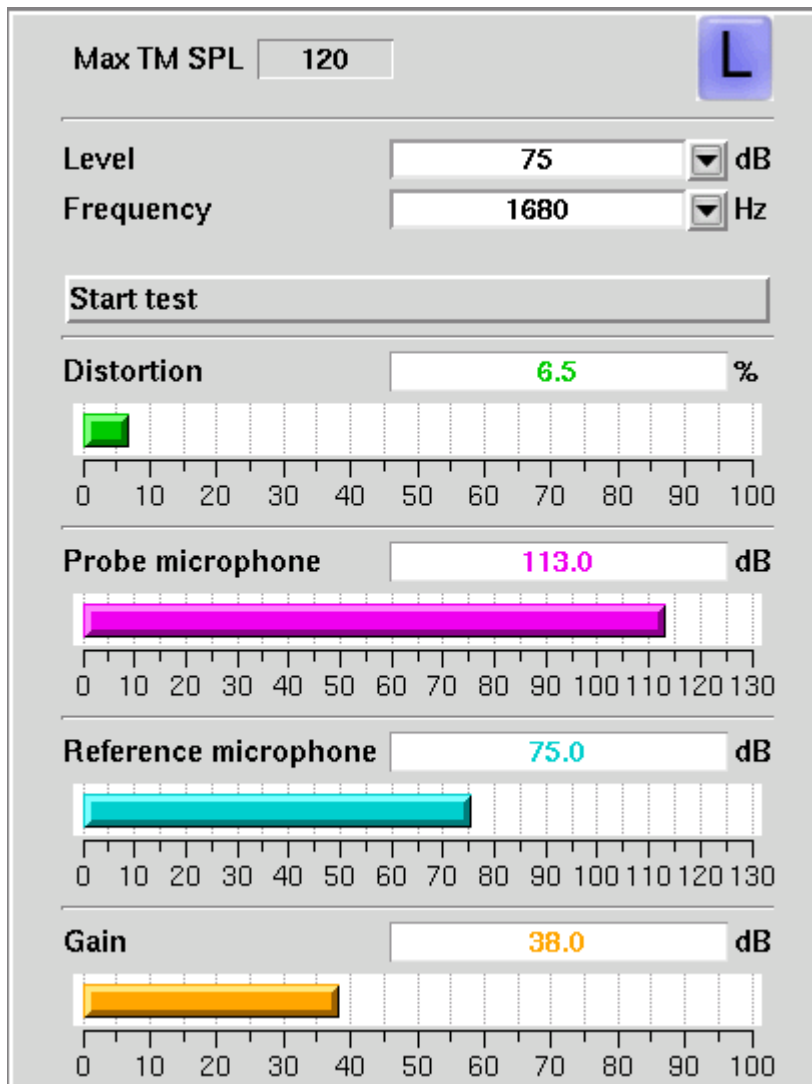 Max TM SPL 120 L
Level 75 dB
Frequency 1680 Hz
Start test
Distortion 6.5 %
0 10 20 30 40 50 60 70 80 90 100
Probe microphone 113.0 dB
0 10 20 30 40 50 60 70 80 90 100 110 120 130
Reference microphone 75.0 dB
0 10 20 30 40 50 60 70 80 90 100 110 120 130
Gain 38.0 dB
0 10 20 30 40 50 60 70 80 90 100